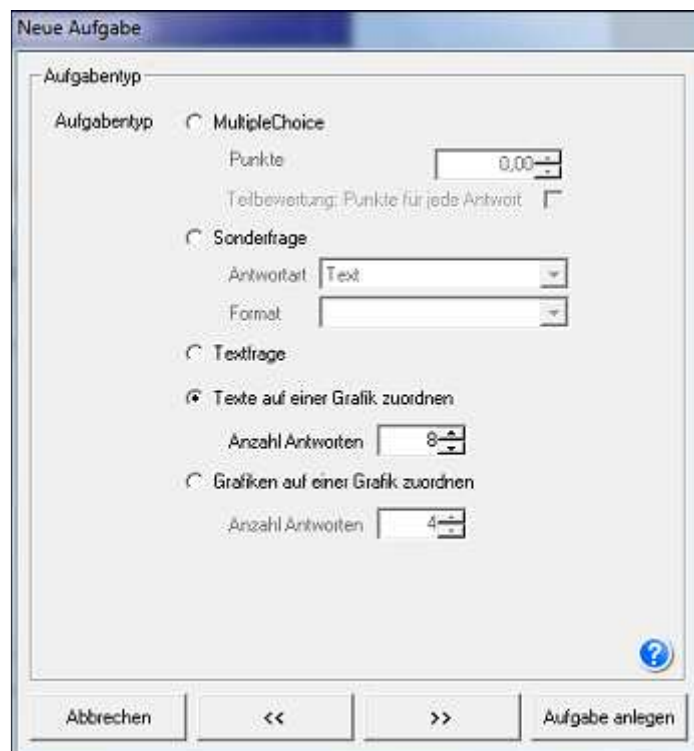 Neue Aufgabe
Aufgabentyp
Aufgabentyp MultipleChoice
Punkte 0,00
Teilbewertung: Punkte für jede Antwort
Sonderfrage
Antwortart Text
Format
Textfrage
Texte auf einer Grafik zuordnen
Anzahl Antworten 8
Grafiken auf einer Grafik zuordnen
Anzahl Antworten 4
?
Abbrechen << >> Aufgabe anlegen